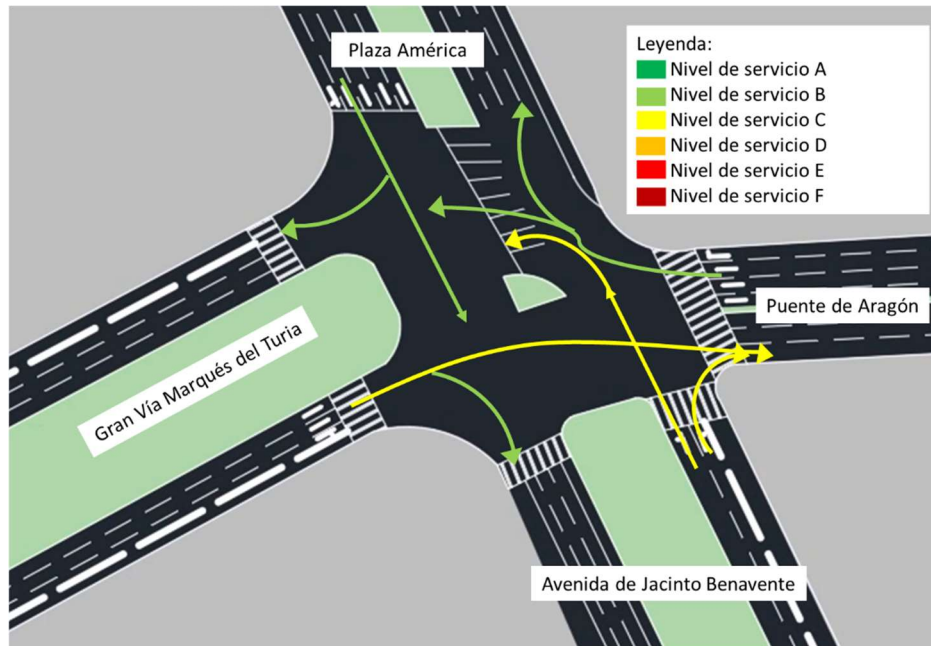 Plaza América
Leyenda:
Nivel de servicio A
Nivel de servicio B
Nivel de servicio C
Nivel de servicio D
Nivel de servicio E
Nivel de servicio F
Puente de Aragón
Gran Vía Marqués del Turia
Avenida de Jacinto Benavente